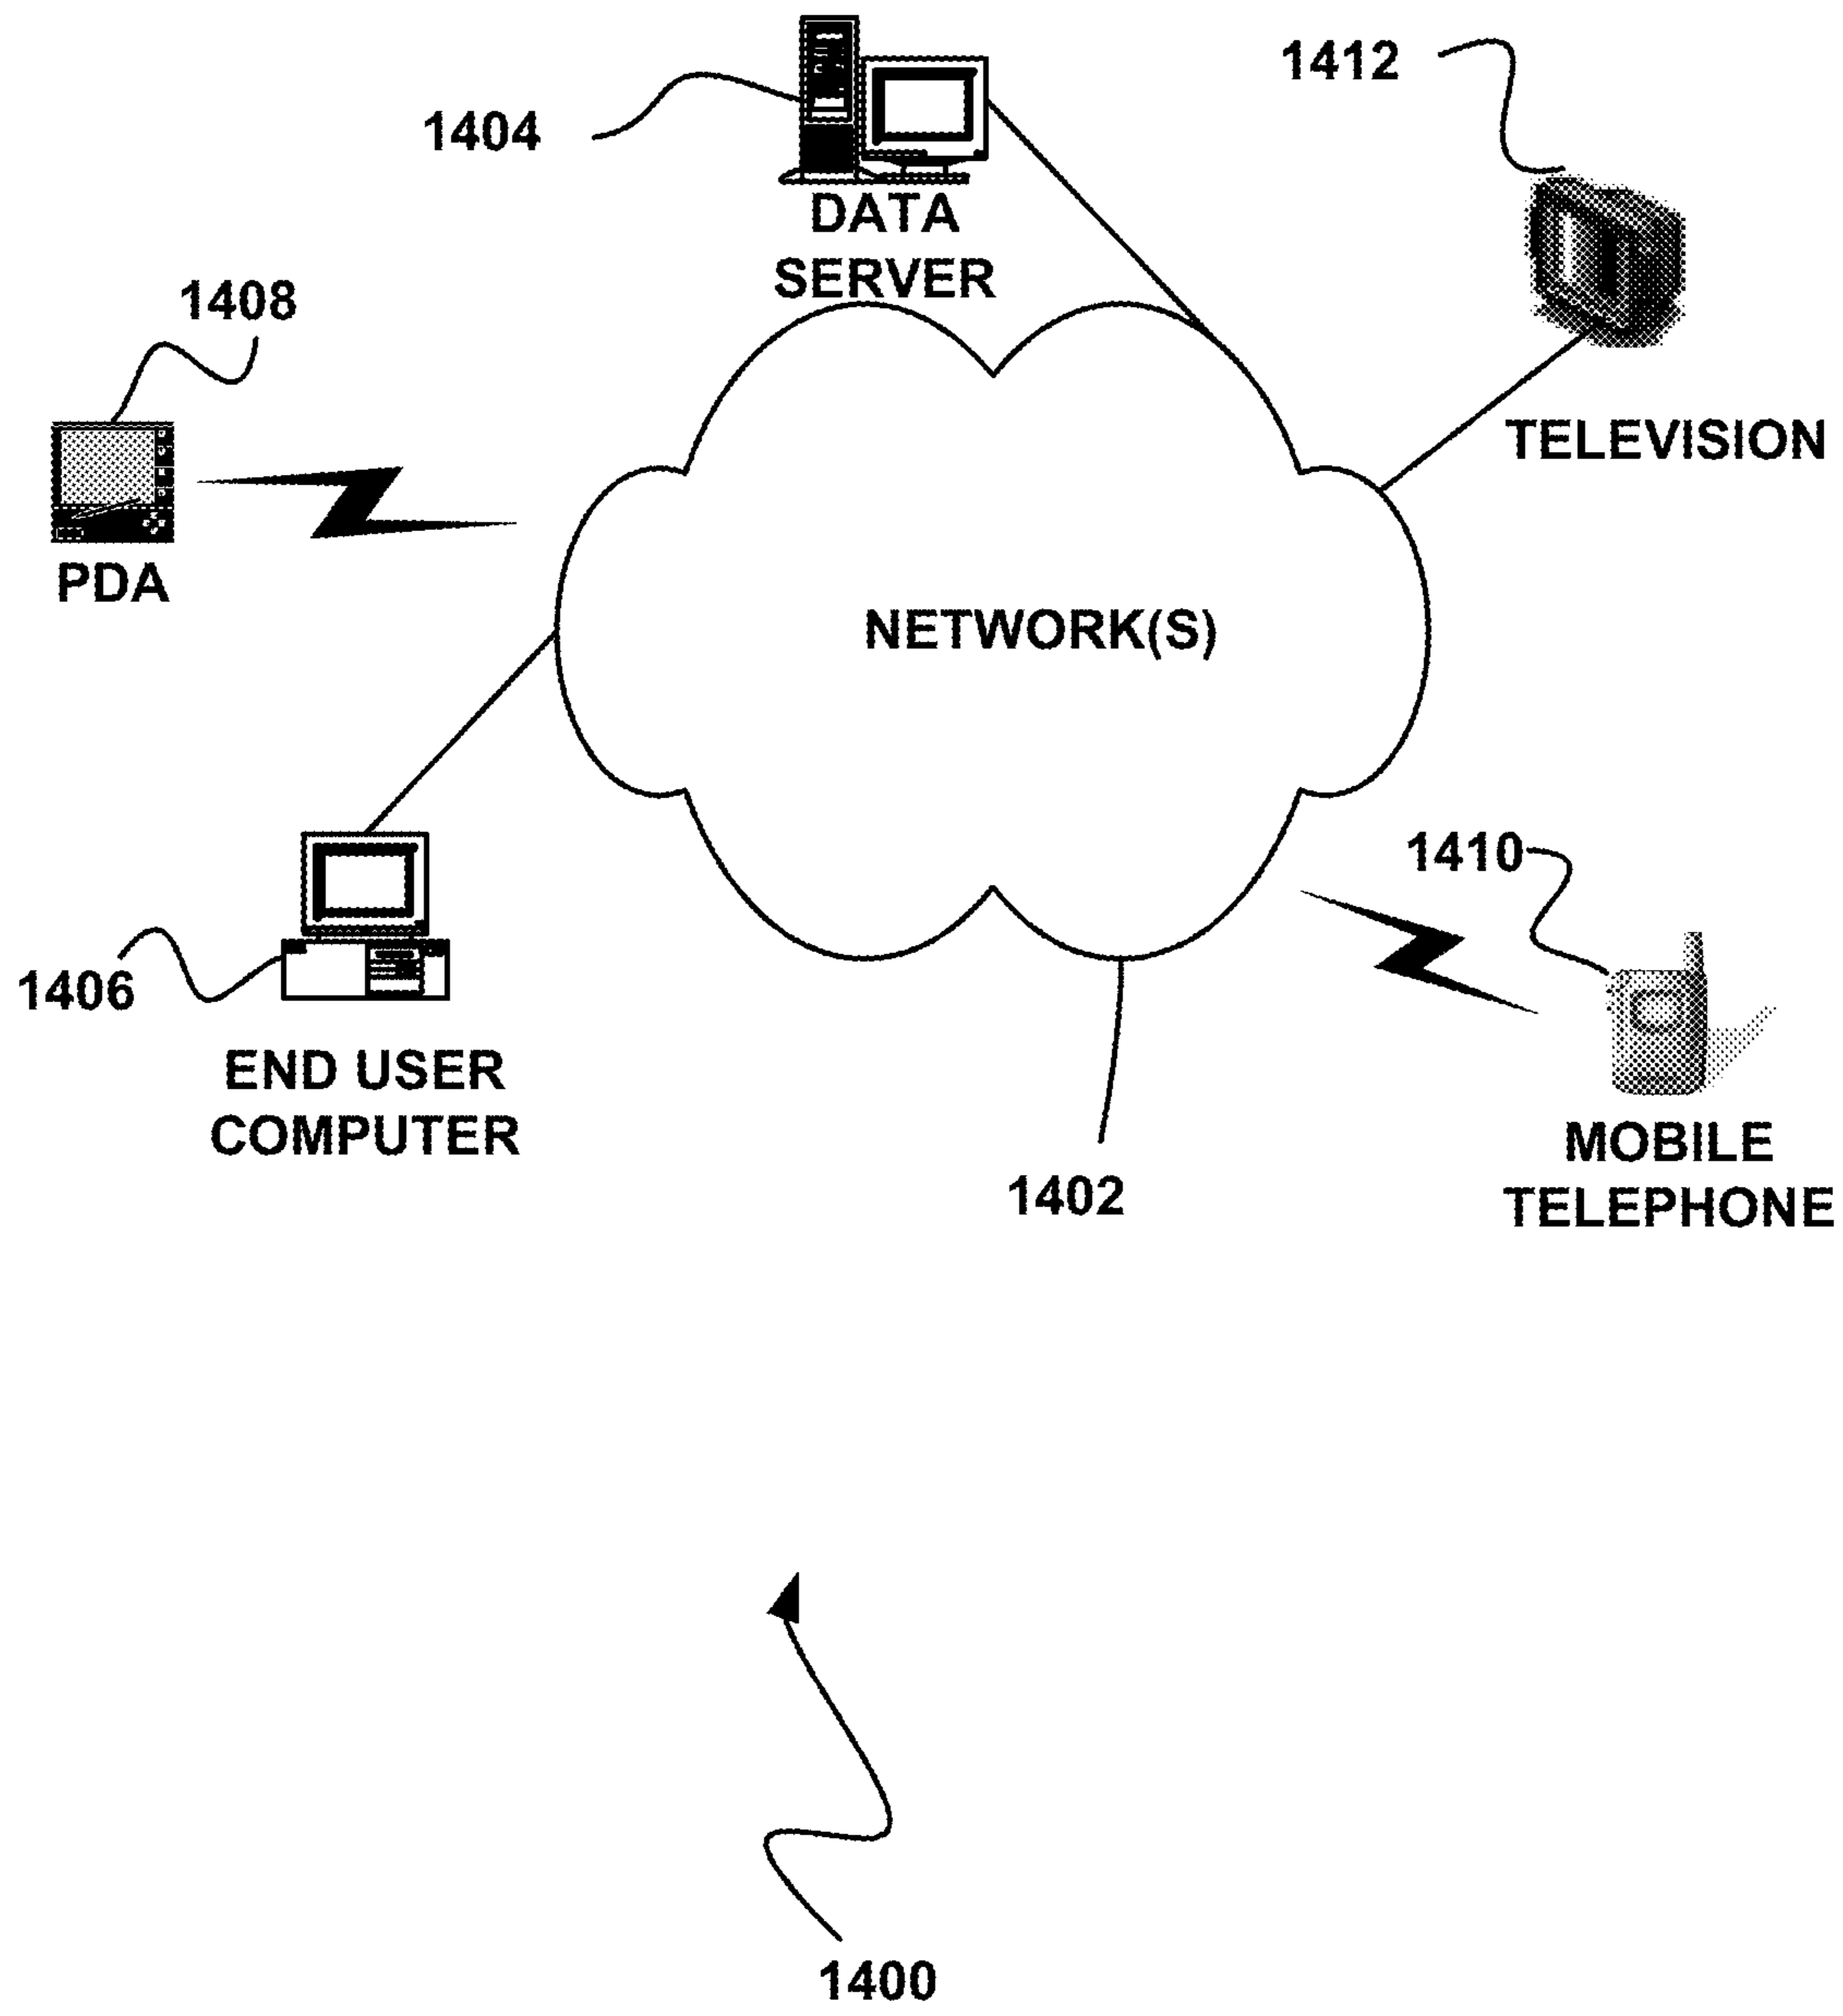 1412
1404
DATA
SERVER
1408
TELEVISION
PDA
NETWORK(S)
1410
1406
END USER
COMPUTER
MOBILE
TELEPHONE
1402
1400